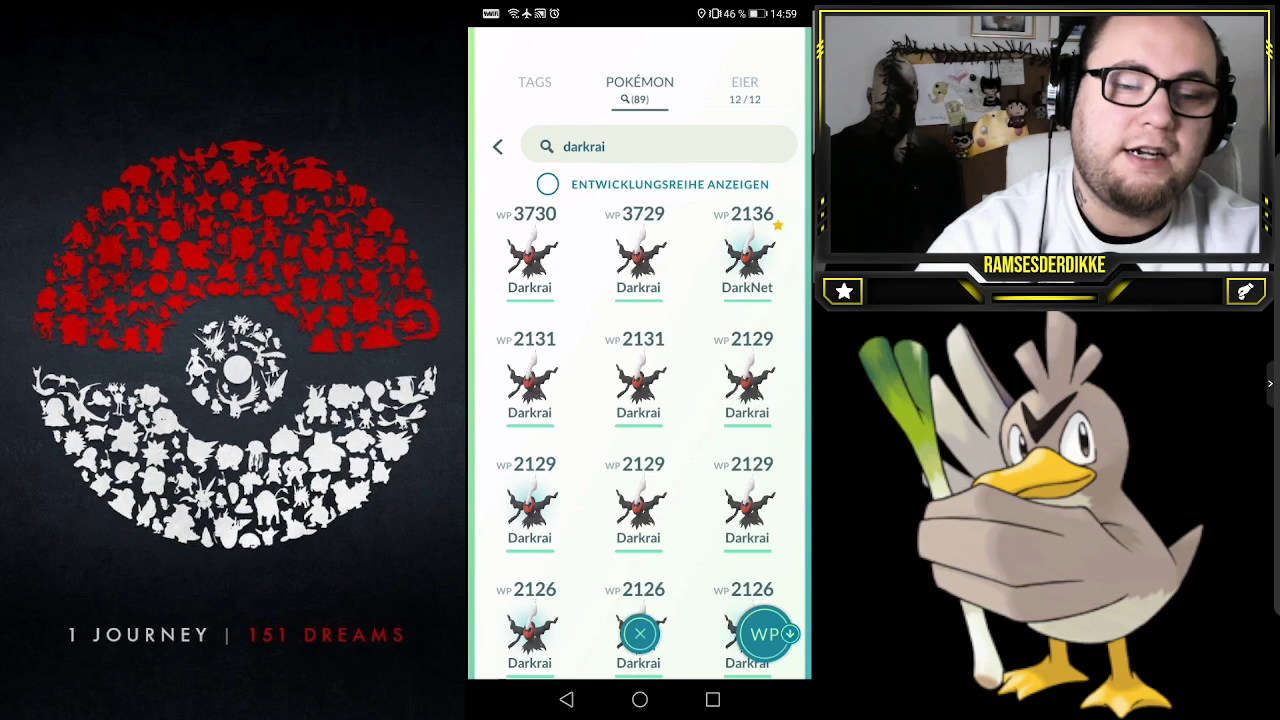 14:59
46 %
TAGS
POKÉMON
EIER
(89)
12 / 12
darkrai
ENTWICKLUNGSREIHE ANZEIGEN
WP 3730
WP 3729
WP 2136
Darkrai
Darkrai
DarkNet
WP 2131
WP 2131
WP 2129
Darkrai
Darkrai
Darkrai
WP 2129
WP 2129
WP 2129
Darkrai
Darkrai
Darkrai
WP 2126
WP 2126
WP 2126
Darkrai
Darkrai
Darkrai
WP
RAMSESDERDIKKE
1 JOURNEY | 151 DREAMS